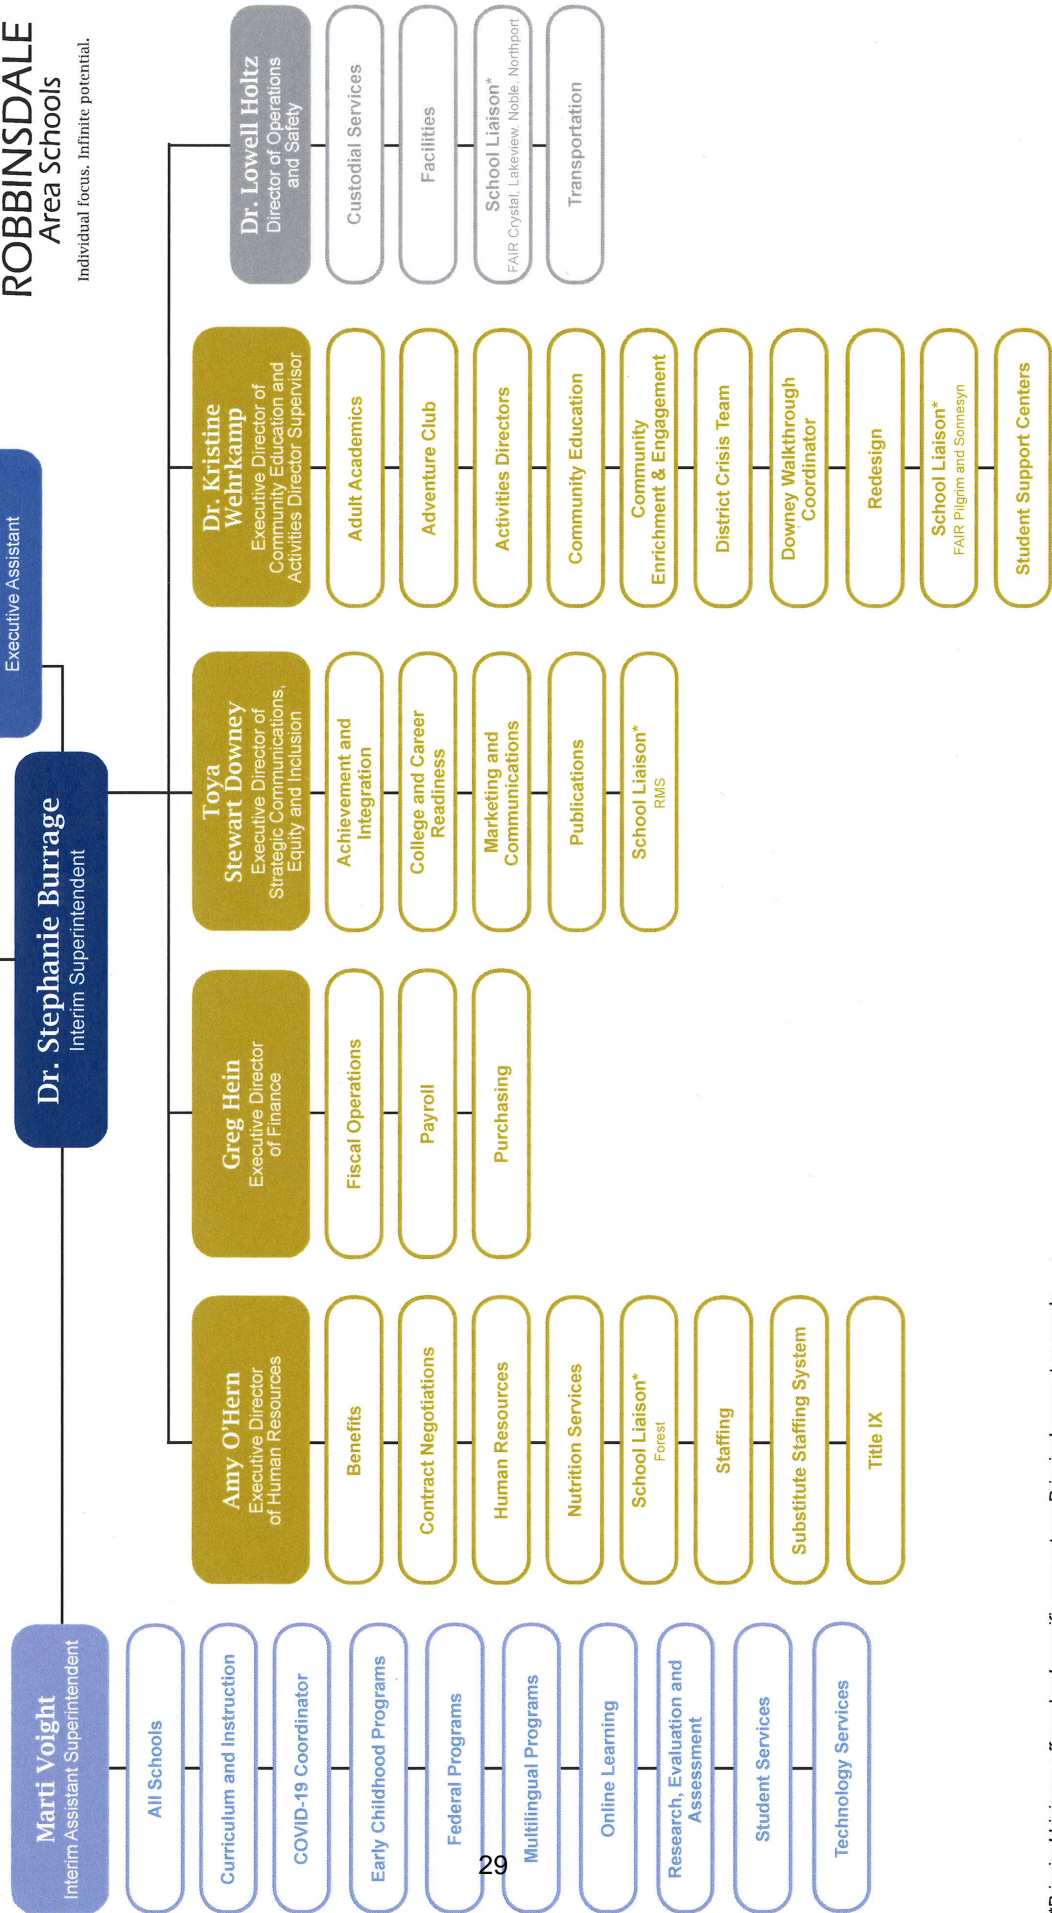 ROBBINSDALE
Area Schools
Individual focus. Infinite potential.
Executive Assistant
Dr. Stephanie Burrage
Interim Superintendent
Marti Voight
Interim Assistant Superintendent
All Schools
Curriculum and Instruction
COVID-19 Coordinator
Early Childhood Programs
Federal Programs
Multilingual Programs
Online Learning
Research, Evaluation and
Assessment
Student Services
Technology Services
Amy O'Hern
Executive Director
of Human Resources
Benefits
Contract Negotiations
Human Resources
Nutrition Services
School Liaison*
Forest
Staffing
Substitute Staffing System
Title IX
Greg Hein
Executive Director
of Finance
Fiscal Operations
Payroll
Purchasing
Toya
Stewart Downey
Executive Director of
Strategic Communications,
Equity and Inclusion
Achievement and
Integration
College and Career
Readiness
Marketing and
Communications
Publications
School Liaison*
RMS
Dr. Kristine
Wehrkamp
Executive Director of
Community Education and
Activities Director Supervisor
Adult Academics
Adventure Club
Activities Directors
Community Education
Community
Enrichment & Engagement
District Crisis Team
Downey Walkthrough
Coordinator
Redesign
School Liaison*
FAIR Pilgrim and Sonnesyn
Student Support Centers
Dr. Lowell Holtz
Director of Operations
and Safety
Custodial Services
Facilities
School Liaison*
FAIR Crystal, Lakeview, Noble, Northport
Transportation
29